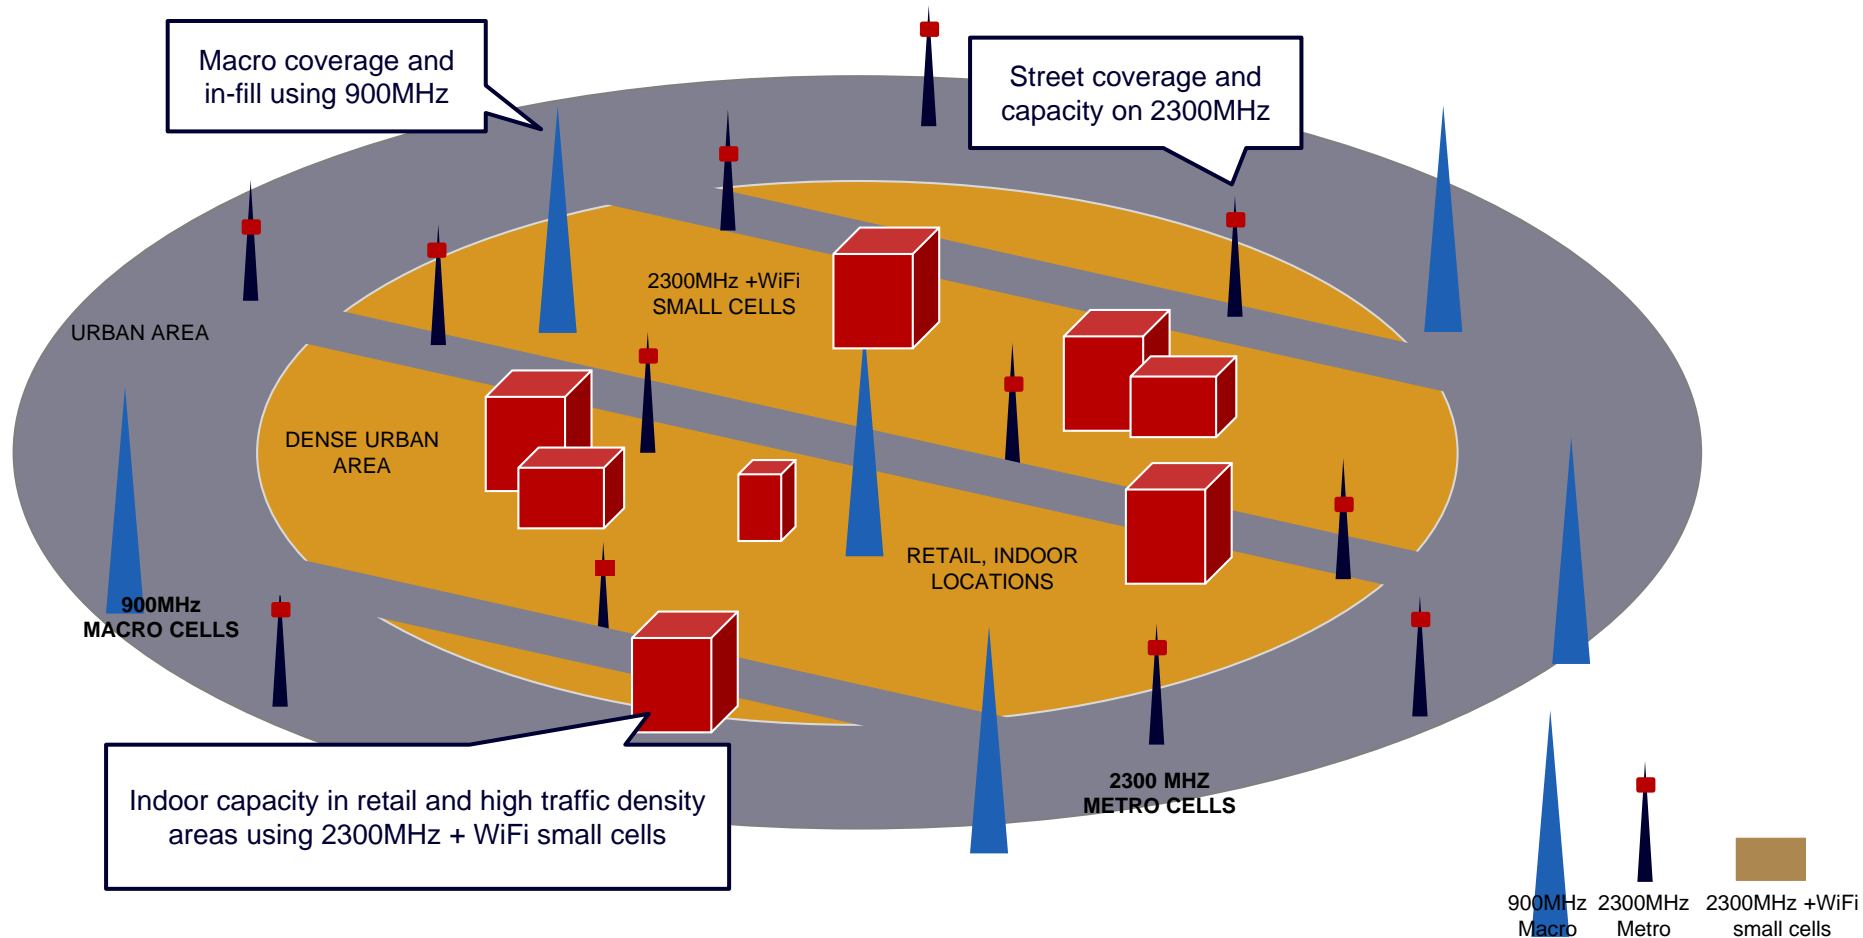 Macro coverage and
in-fill using 900MHz
Street coverage and
capacity on 2300MHz
2300MHz +WiFi
SMALL CELLS
URBAN AREA
DENSE URBAN
AREA
RETAIL, INDOOR
LOCATIONS
900MHz
MACRO CELLS
2300 MHZ
METRO CELLS
Indoor capacity in retail and high traffic density
areas using 2300MHz + WiFi small cells
900MHz
Macro
2300MHz
Metro
2300MHz +WiFi
small cells